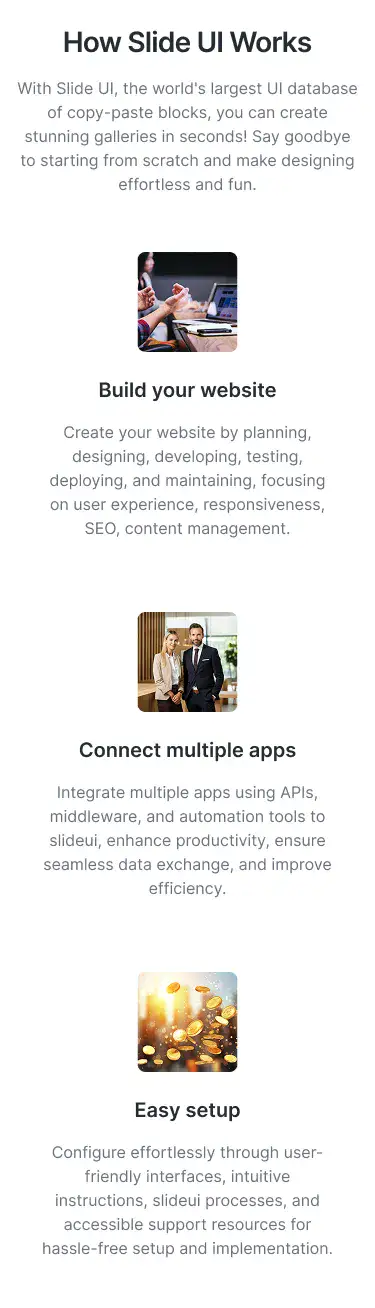 How Slide UI Works
With Slide UI, the world's largest UI database
of copy-paste blocks, you can create
stunning galleries in seconds! Say goodbye
to starting from scratch and make designing
effortless and fun.
Build your website
Create your website by planning,
designing, developing, testing,
deploying, and maintaining, focusing
on user experience, responsiveness,
SEO, content management.
Connect multiple apps
Integrate multiple apps using APIs,
middleware, and automation tools to
slideui, enhance productivity, ensure
seamless data exchange, and improve
efficiency.
Easy setup
Configure effortlessly through user-
friendly interfaces, intuitive
instructions, slideui processes, and
accessible support resources for
hassle-free setup and implementation.